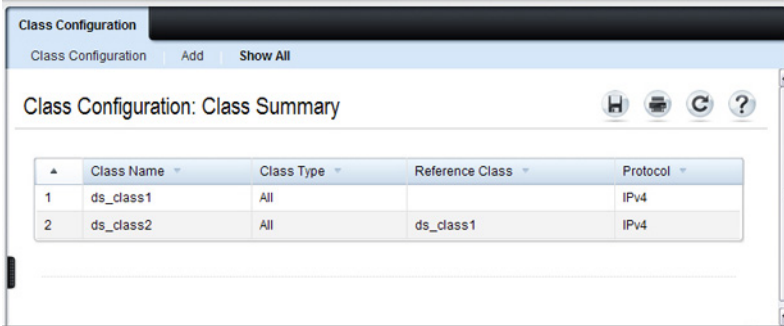 Class Configuration
Class Configuration Add Show All
Class Configuration: Class Summary
Class Name Class Type Reference Class Protocol
1 ds_class1 All IPv4
2 ds_class2 All ds_class1 IPv4